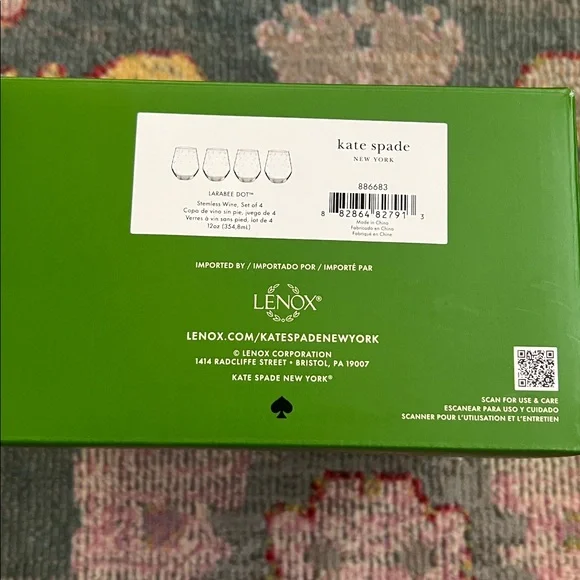 kate spade
NEW YORK
886683
8 82864 82791 3
Made in China
Fabricado en China
Fabriqué en Chine
LARABEE DOT™
Stemless Wine, Set of 4
Copa de vino sin pie, juego de 4
Verres à vin sans pied, lot de 4
12oz (354,8mL)
IMPORTED BY / IMPORTADO POR / IMPORTÉ PAR
LENOX®
LENOX.COM/KATESPADENEWYORK
© LENOX CORPORATION
1414 RADCLIFFE STREET • BRISTOL, PA 19007
KATE SPADE NEW YORK®
SCAN FOR USE & CARE
ESCANEAR PARA USO Y CUIDADO
SCANNER POUR L'UTILISATION ET L'ENTRETIEN